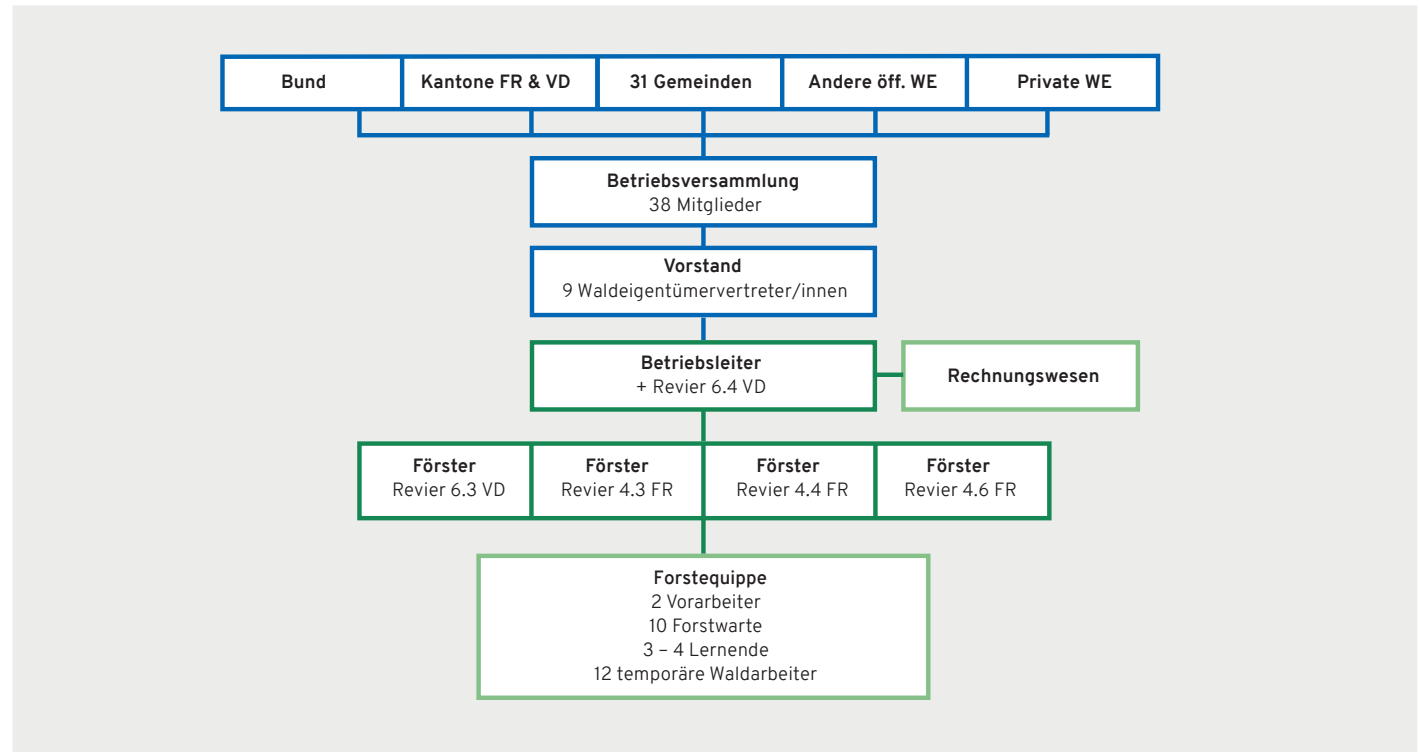 Bund
Kantone FR & VD
31 Gemeinden
Andere öff. WE
Private WE
Betriebsversammlung
38 Mitglieder
Vorstand
9 Waldeigentümervertreter/innen
Betriebsleiter
+ Revier 6.4 VD
Rechnungswesen
Förster
Revier 6.3 VD
Förster
Revier 4.3 FR
Förster
Revier 4.4 FR
Förster
Revier 4.6 FR
Forstequippe
2 Vorarbeiter
10 Forstwarte
3 – 4 Lernende
12 temporäre Waldarbeiter